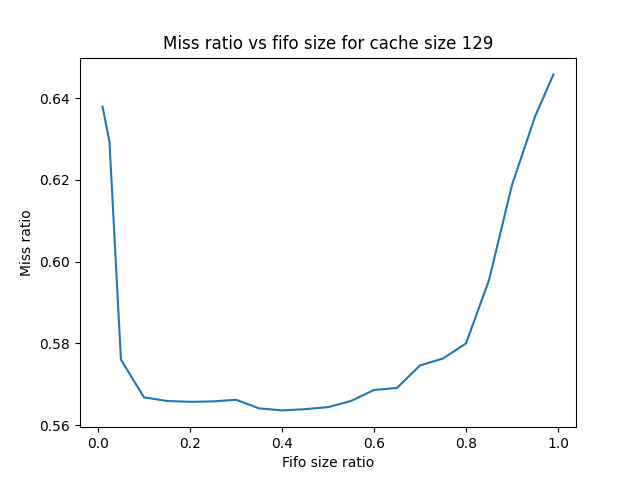 Miss ratio vs fifo size for cache size 129
Miss ratio
0.64
0.62
0.60
0.58
0.56
0.0 0.2 0.4 0.6 0.8 1.0
Fifo size ratio